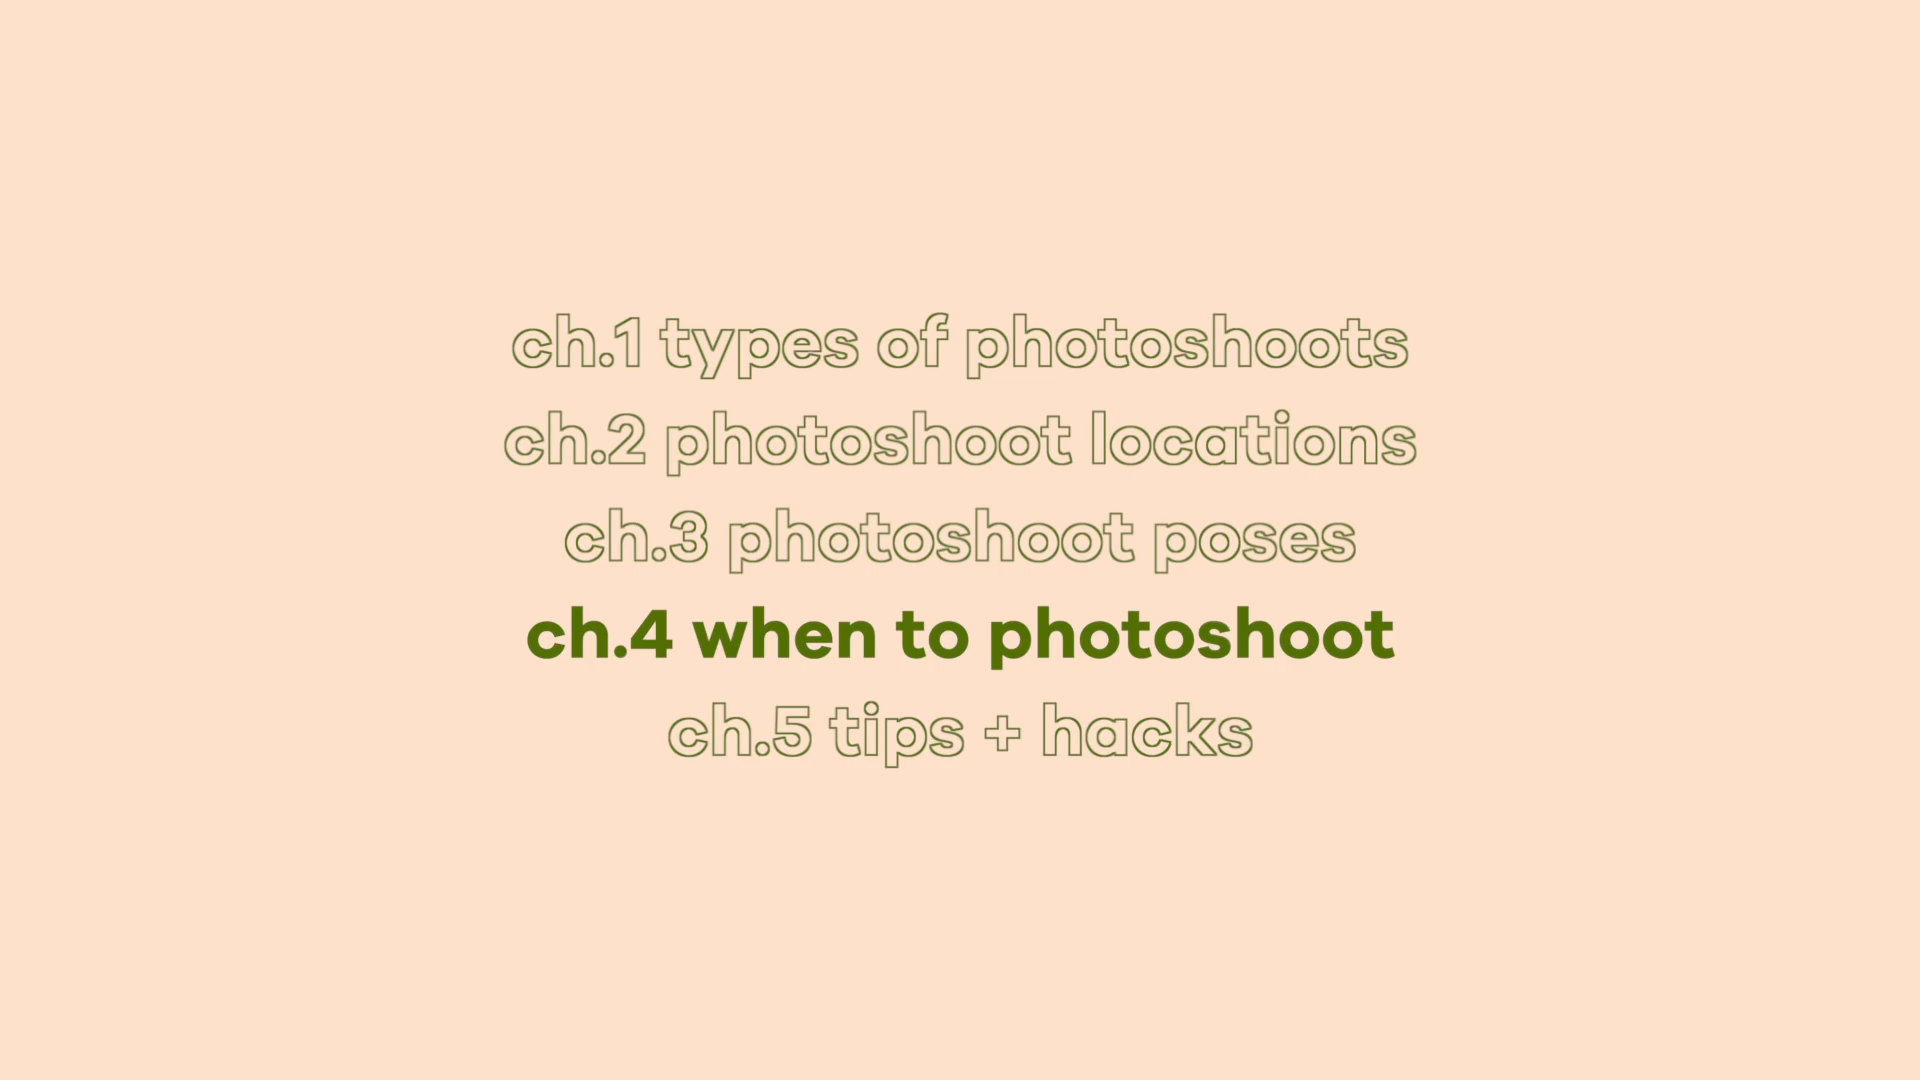 ch.1 types of photoshoots
ch.2 photoshoot locations
ch.3 photoshoot poses
ch.4 when to photoshoot
ch.5 tips + hacks